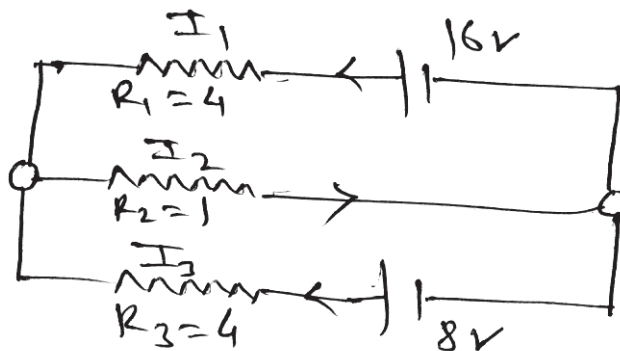 I₁
16v
R₁ = 4
I₂
R₂ = 1
I₃
R₃ = 4
8v